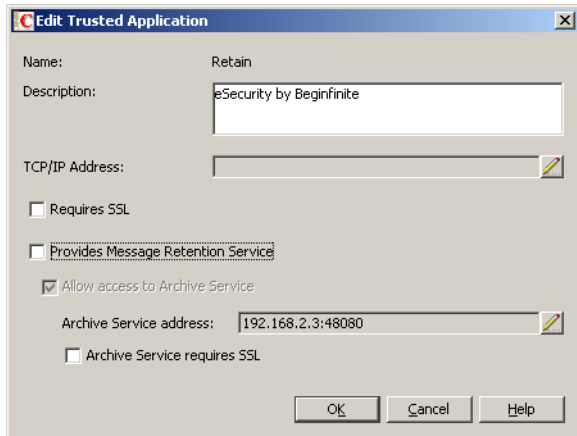 Edit Trusted Application
Name: Retain
Description: eSecurity by Beginfinite
TCP/IP Address:
Requires SSL
Provides Message Retention Service
Allow access to Archive Service
Archive Service address: 192.168.2.3:48080
Archive Service requires SSL
OK Cancel Help